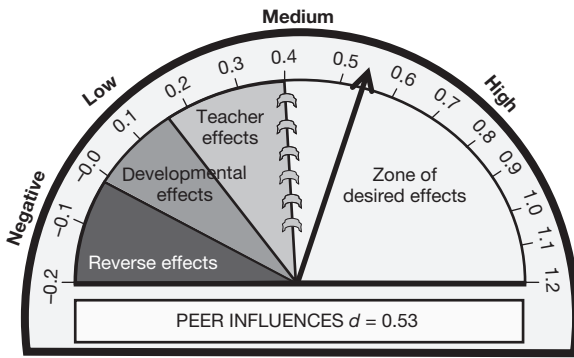 Medium
Low
High
Negative
–0.2
–0.1
–0.0
0.1
0.2
0.3
0.4
0.5
0.6
0.7
0.8
0.9
1.0
1.1
1.2
Teacher
effects
Developmental
effects
Reverse effects
Zone of
desired effects
PEER INFLUENCES d = 0.53